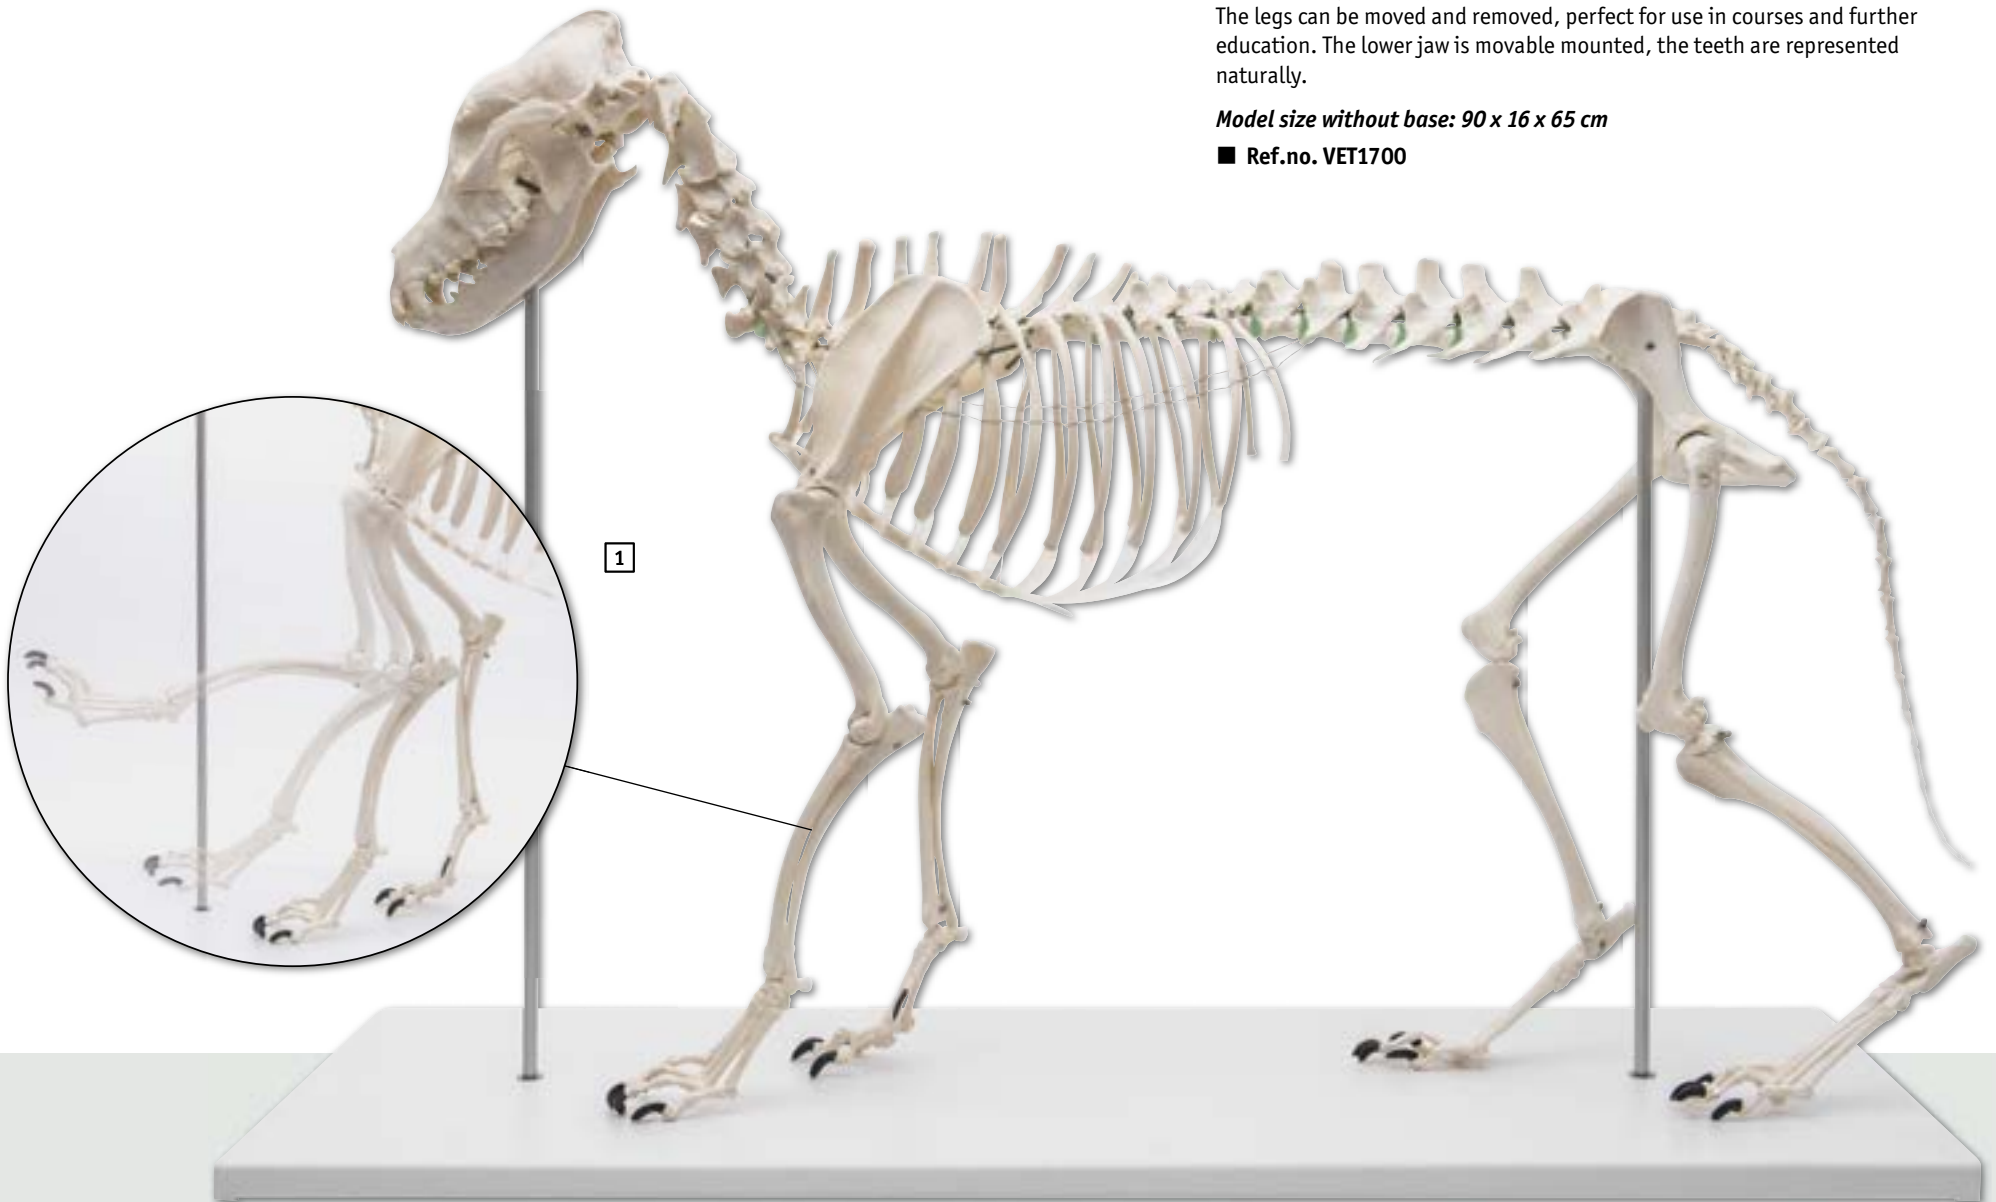 The legs can be moved and removed, perfect for use in courses and further
education. The lower jaw is movable mounted, the teeth are represented
naturally.
Model size without base: 90 x 16 x 65 cm
■ Ref.no. VET1700
1